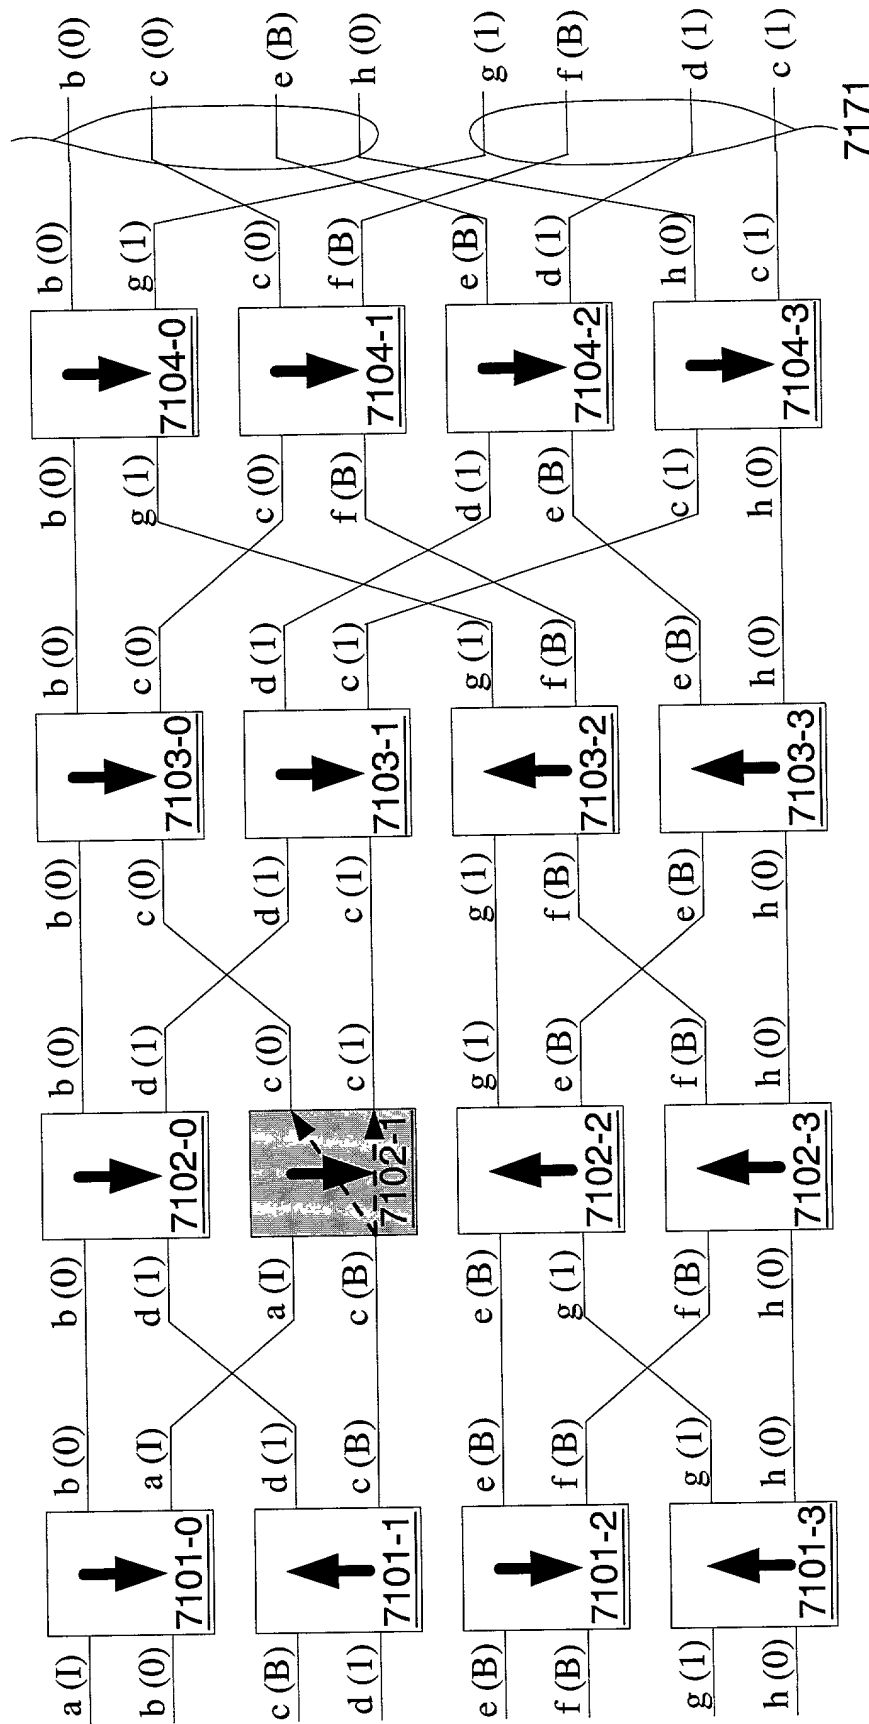 a (I)
b (0)
c (B)
d (1)
e (B)
f (B)
g (1)
h (0)
7101-0
7101-1
7101-2
7101-3
b (0)
a (I)
d (1)
c (B)
e (B)
f (B)
g (1)
h (0)
b (0)
d (1)
a (I)
c (B)
e (B)
g (1)
f (B)
h (0)
7102-0
7102-1
7102-2
7102-3
b (0)
d (1)
c (0)
c (1)
g (1)
e (B)
f (B)
h (0)
b (0)
c (0)
d (1)
c (1)
g (1)
f (B)
e (B)
h (0)
7103-0
7103-1
7103-2
7103-3
b (0)
c (0)
d (1)
c (1)
g (1)
f (B)
e (B)
h (0)
b (0)
g (1)
c (0)
f (B)
d (1)
e (B)
c (1)
h (0)
7104-0
7104-1
7104-2
7104-3
b (0)
g (1)
c (0)
f (B)
e (B)
d (1)
h (0)
c (1)
b (0)
c (0)
e (B)
h (0)
g (1)
f (B)
d (1)
c (1)
7171